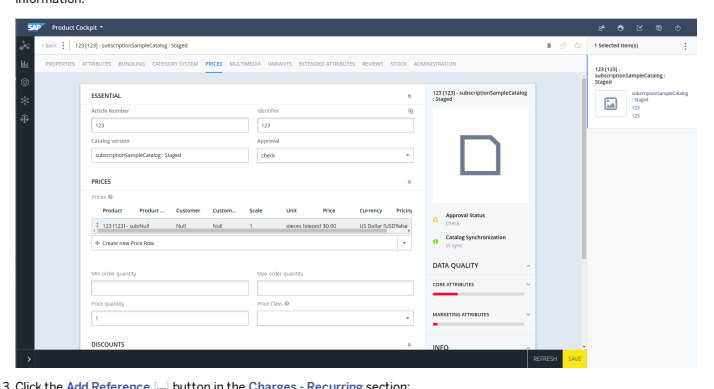 information.
SAP Product Cockpit
< Back 123 [123] - subscriptionSampleCatalog : Staged
1 Selected Item(s)
PROPERTIES ATTRIBUTES BUNDLING CATEGORY SYSTEM PRICES MULTIMEDIA VARIANTS EXTENDED ATTRIBUTES REVIEWS STOCK ADMINISTRATION
123 [123] -
subscriptionSampleCatalog :
Staged
subscriptionSampleCatalog
: Staged
123
123
ESSENTIAL
Article Number Identifier
123 123
Catalog version Approval
subscriptionSampleCatalog : Staged check
PRICES
Prices
Product Product ... Customer Custom... Scale Unit Price Currency Pricing
123 [123] - sub Null Null Null 1 pieces [pieces] $0.00 US Dollar [USD] false
+ Create new Price Row
Min order quantity Max order quantity
Price quantity Price Class
1
DISCOUNTS
123 [123] - subscriptionSampleCatalog
: Staged
Approval Status
check
Catalog Synchronization
in sync
DATA QUALITY
CORE ATTRIBUTES
MARKETING ATTRIBUTES
INFO
REFRESH SAVE
3. Click the Add Reference [...] button in the Charges - Recurring section: